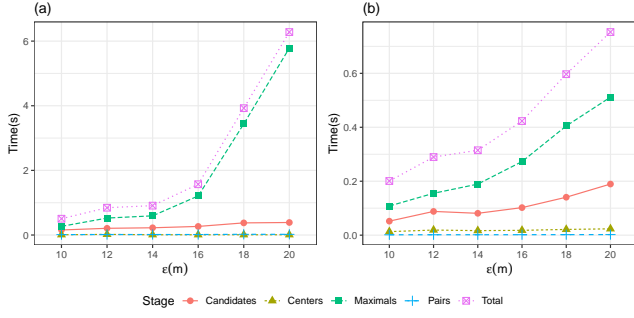 (a)
(b)
Time(s)
6
4
2
0
10 12 14 16 18 20
ε(m)
Time(s)
0.6
0.4
0.2
0.0
10 12 14 16 18 20
ε(m)
Stage Candidates Centers Maximals Pairs Total